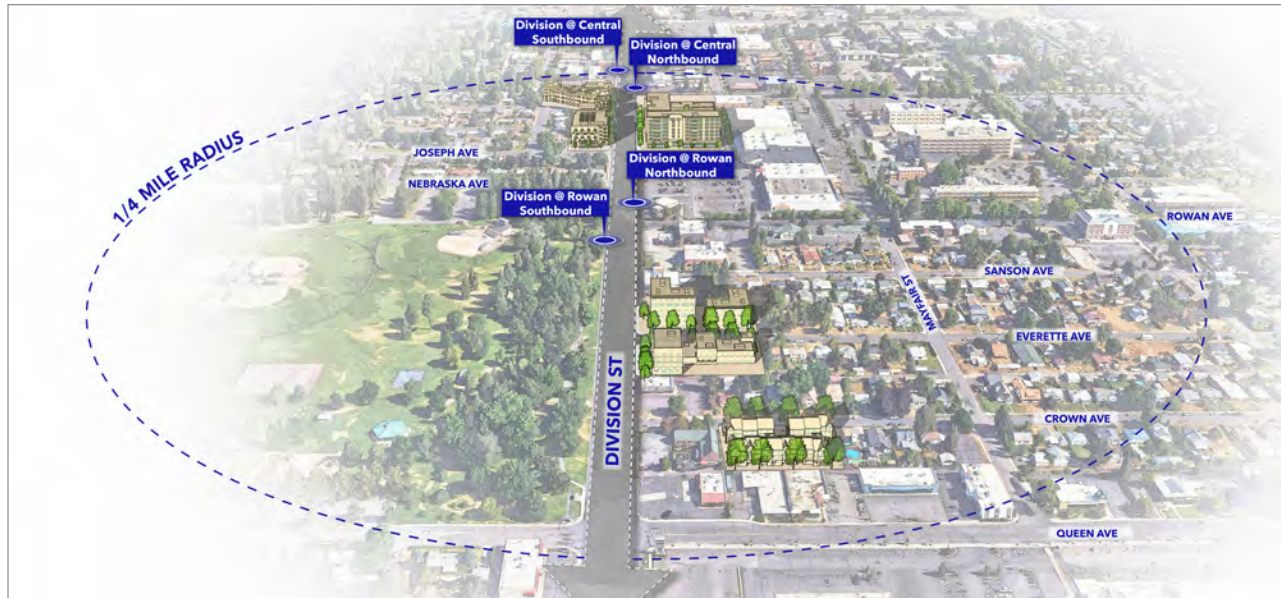 Division @ Central
Southbound
Division @ Central
Northbound
1/4 MILE RADIUS
JOSEPH AVE
NEBRASKA AVE
Division @ Rowan
Northbound
Division @ Rowan
Southbound
ROWAN AVE
SANSON AVE
MAYFAIR ST
EVERETTE AVE
DIVISION ST
CROWN AVE
QUEEN AVE